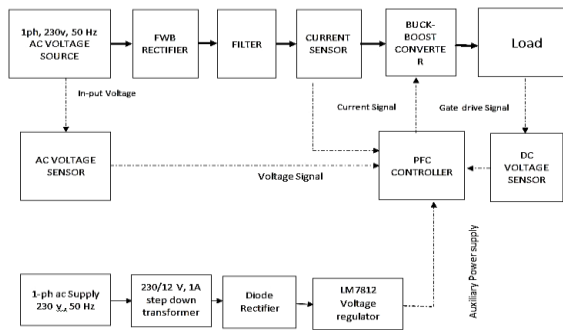 1ph, 230v, 50 Hz
AC VOLTAGE
SOURCE
FWB
RECTIFIER
FILTER
CURRENT
SENSOR
BUCK-
BOOST
CONVERTE
R
Load
In-put Voltage
Current Signal
Gate drive Signal
AC VOLTAGE
SENSOR
Voltage Signal
PFC
CONTROLLER
DC
VOLTAGE
SENSOR
Auxiliary Power supply
1-ph ac Supply
230 v, 50 Hz
230/12 V, 1A
step down
transformer
Diode
Rectifier
LM7812
Voltage
regulator